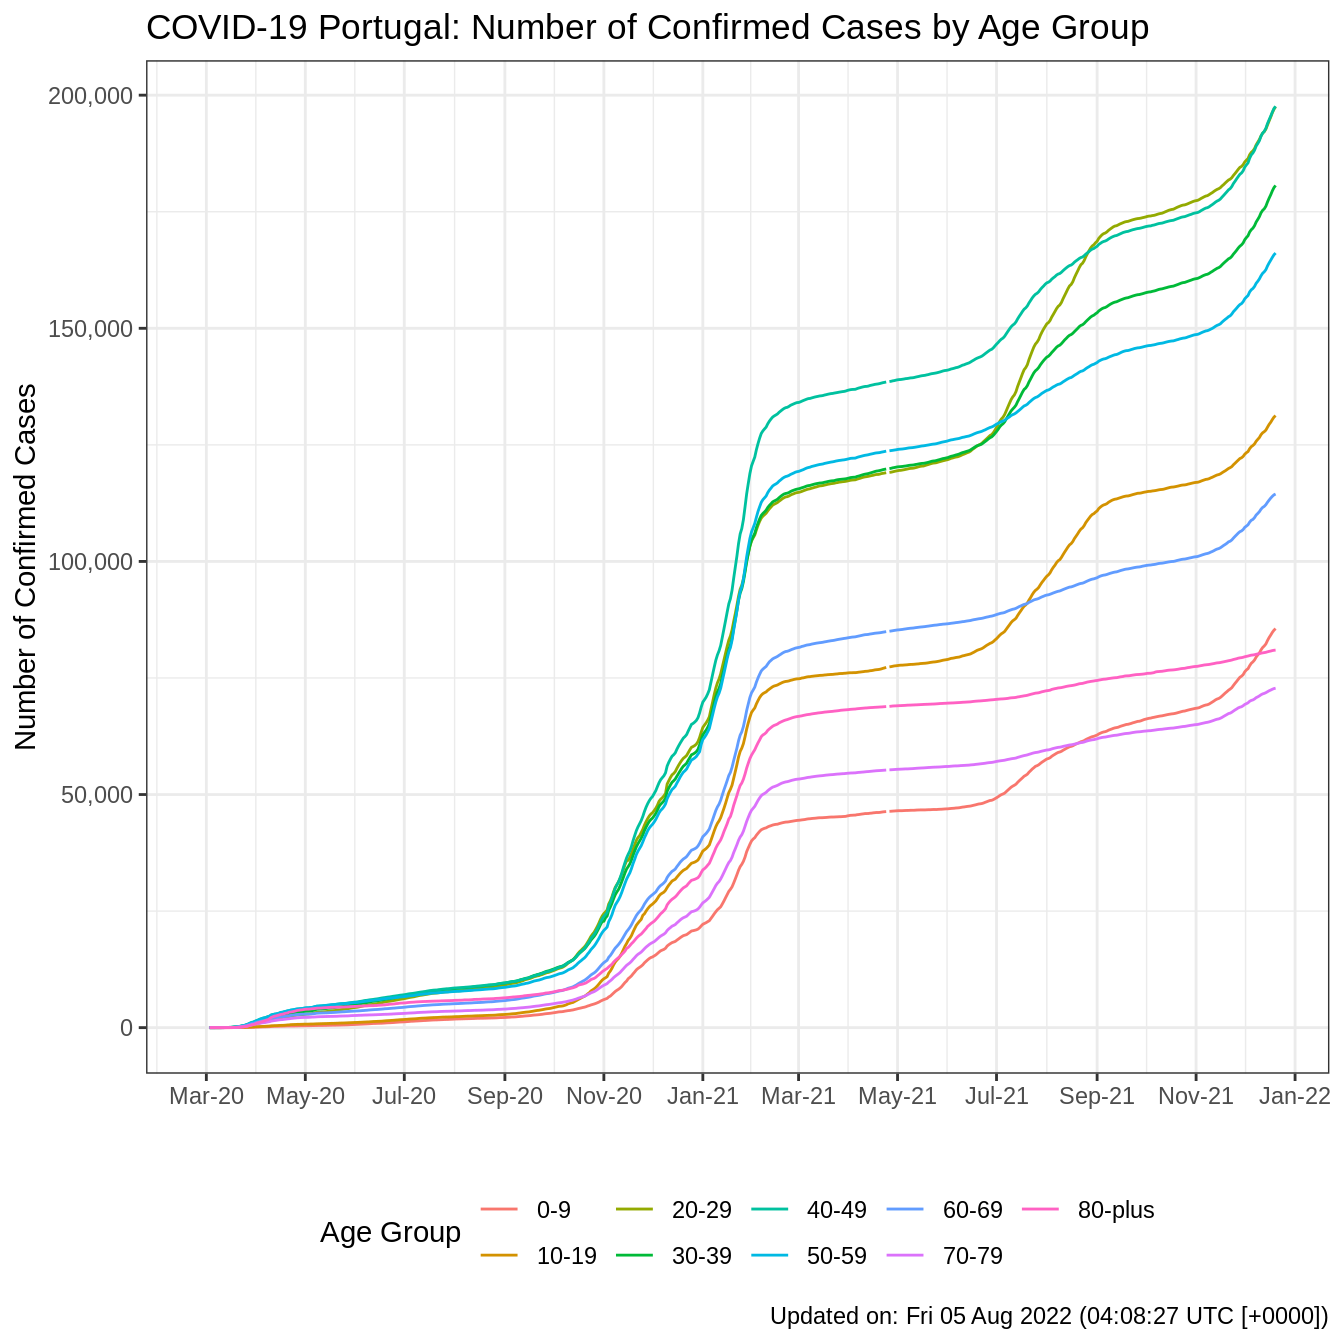 COVID-19 Portugal: Number of Confirmed Cases by Age Group
Number of Confirmed Cases
200,000
150,000
100,000
50,000
0
Mar-20 May-20 Jul-20 Sep-20 Nov-20 Jan-21 Mar-21 May-21 Jul-21 Sep-21 Nov-21 Jan-22
Age Group
0-9 20-29 40-49 60-69 80-plus
10-19 30-39 50-59 70-79
Updated on: Fri 05 Aug 2022 (04:08:27 UTC [+0000])